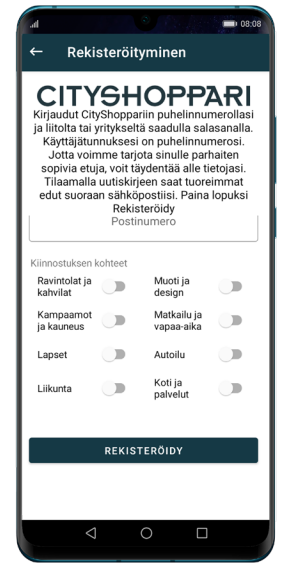 08:08
Rekisteröityminen
CITYSHOPPARI
Kirjaudut CityShoppariin puhelinnumerollasi
ja liitolta tai yritykseltä saadulla salasanalla.
Käyttäjätunnuksesi on puhelinnumerosi.
Jotta voimme tarjota sinulle parhaiten
sopivia etuja, voit täydentää alle tietojasi.
Tilaamalla uutiskirjeen saat tuoreimmat
edut suoraan sähköpostiisi. Paina lopuksi
Rekisteröidy
Postinumero
Kiinnostuksen kohteet
Ravintolat ja
kahvilat
Muoti ja
design
Kampaamot
ja kauneus
Matkailu ja
vapaa-aika
Lapset
Autoilu
Liikunta
Koti ja
palvelut
REKISTERÖIDY